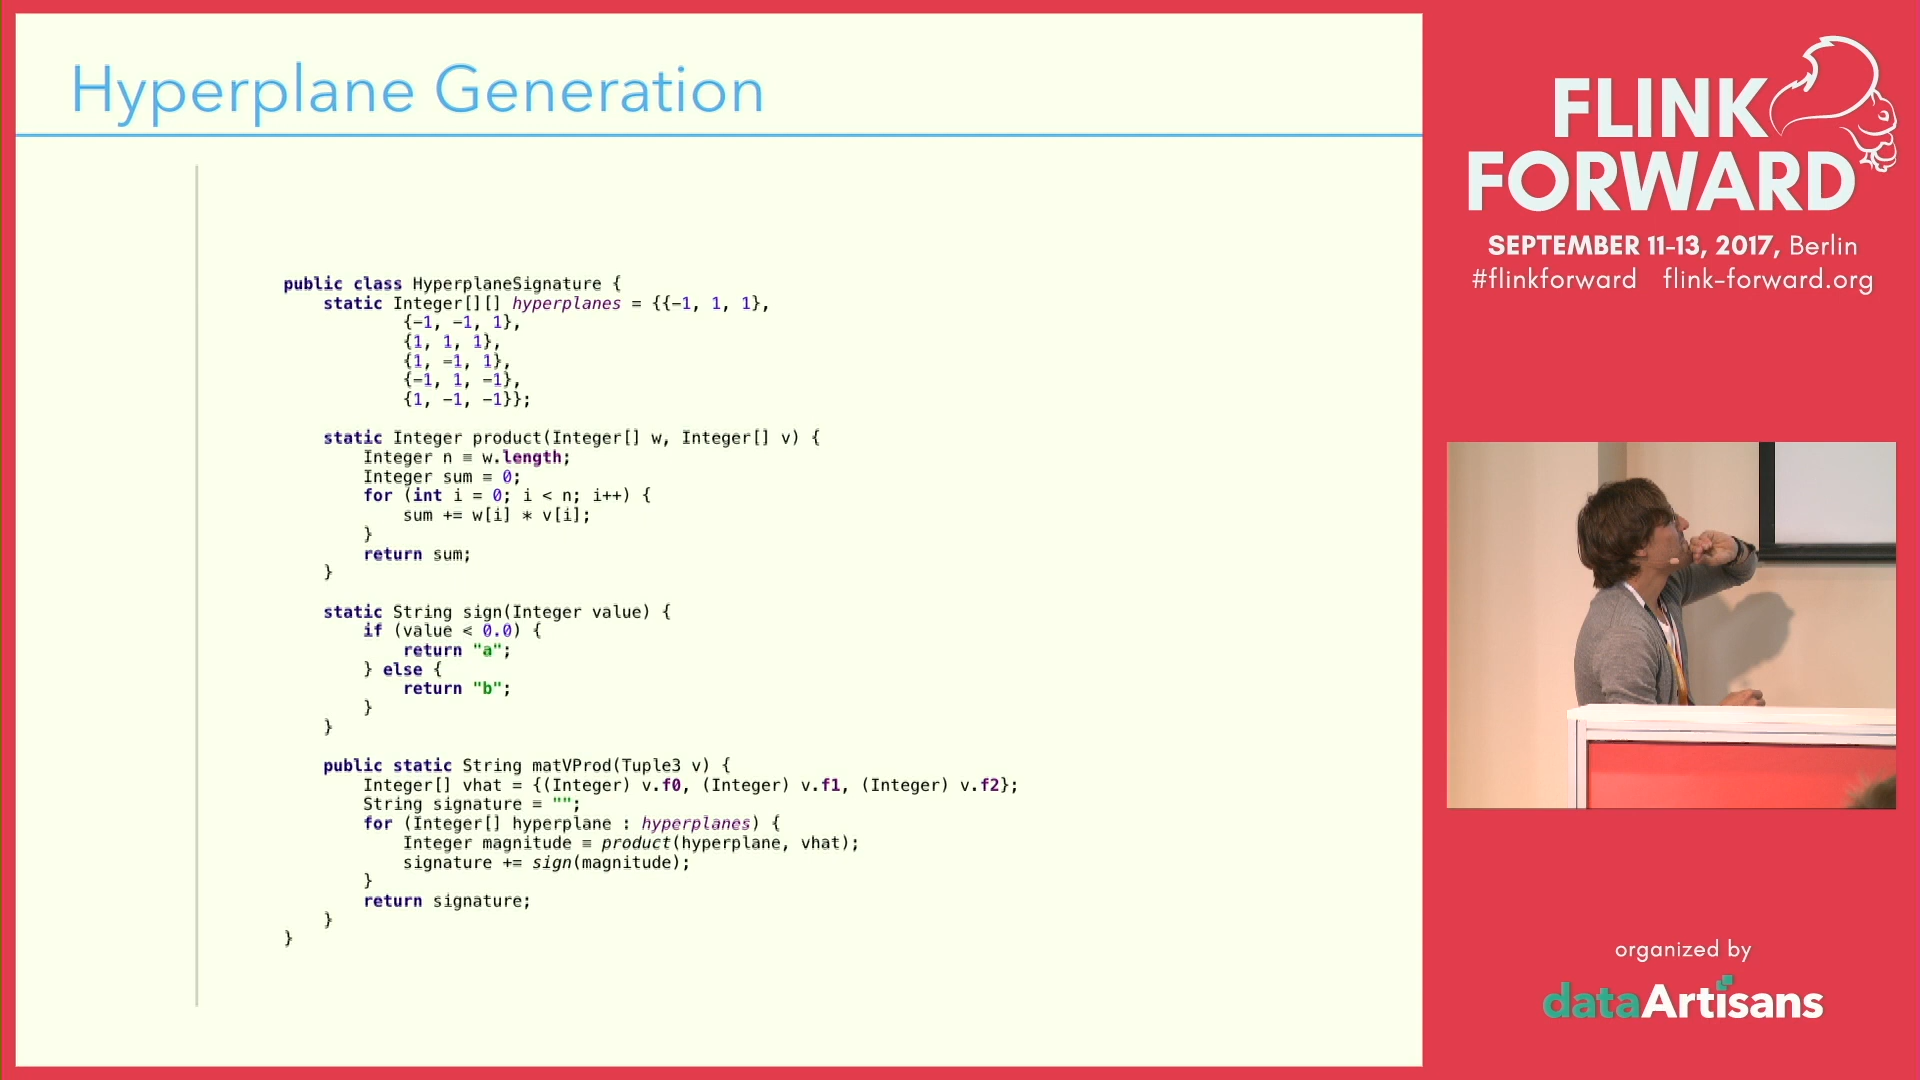 Hyperplane Generation
public class HyperplaneSignature {
static Integer[][] hyperplanes = {{-1, 1, 1},
{-1, -1, 1},
{1, 1, 1},
{1, -1, 1},
{-1, 1, -1},
{1, -1, -1}};
static Integer product(Integer[] w, Integer[] v) {
Integer n = w.length;
Integer sum = 0;
for (int i = 0; i < n; i++) {
sum += w[i] * v[i];
}
return sum;
}
static String sign(Integer value) {
if (value < 0.0) {
return "a";
} else {
return "b";
}
}
public static String matVProd(Tuple3 v) {
Integer[] vhat = {(Integer) v.f0, (Integer) v.f1, (Integer) v.f2};
String signature = "";
for (Integer[] hyperplane : hyperplanes) {
Integer magnitude = product(hyperplane, vhat);
signature += sign(magnitude);
}
return signature;
}
}
FLINK
FORWARD
SEPTEMBER 11-13, 2017, Berlin
#flinkforward flink-forward.org
organized by
dataArtisans